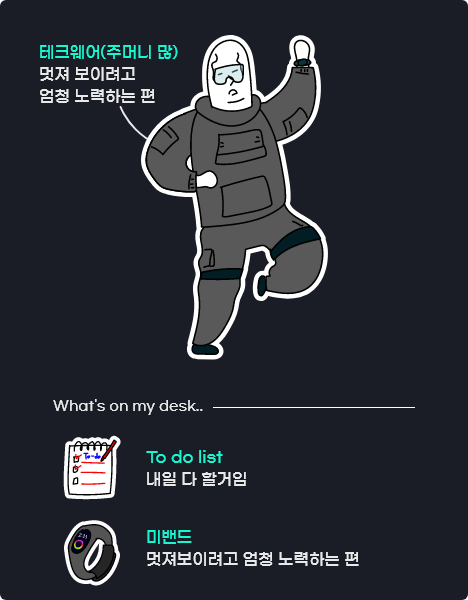 테크웨어(주머니 많)
멋져 보이려고
엄청 노력하는 편
What's on my desk..
To-do
To do list
내일 다 할거임
미밴드
멋져보이려고 엄청 노력하는 편